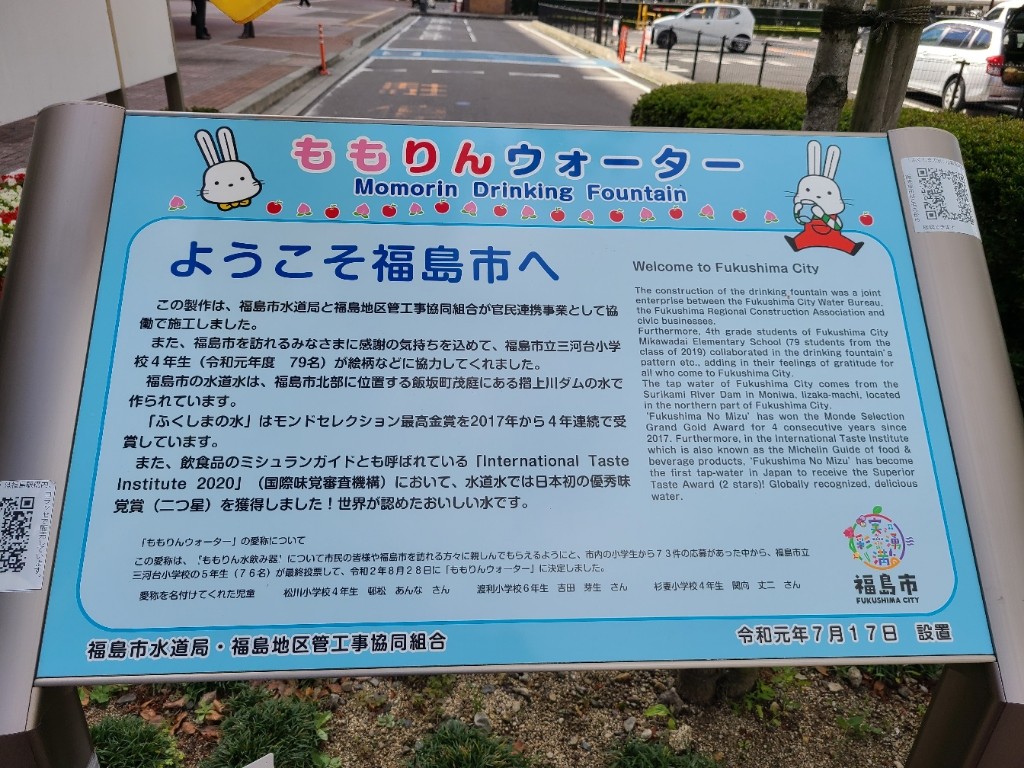 ももりんウォーター
Momorin Drinking Fountain
ようこそ福島市へ
この製作は、福島市水道局と福島地区管工事協同組合が官民連携事業として協
働で施工しました。
また、福島市を訪れるみなさまに感謝の気持ちを込めて、福島市立三河台小学
校４年生（令和元年度　79名）が絵柄などに協力してくれました。
福島市の水道水は、福島市北部に位置する飯坂町茂庭にある摺上川ダムの水で
作られています。
「ふくしまの水」はモンドセレクション最高金賞を2017年から４年連続で受
賞しています。
また、飲食品のミシュランガイドとも呼ばれている「International Taste
Institute 2020」（国際味覚審査機構）において、水道水では日本初の優秀味
覚賞（二つ星）を獲得しました！世界が認めたおいしい水です。
Welcome to Fukushima City
The construction of the drinking fountain was a joint
enterprise between the Fukushima City Water Bureau,
the Fukushima Regional Construction Association and
civic businesses.
Furthermore, 4th grade students of Fukushima City
Mikawadai Elementary School (79 students from the
class of 2019) collaborated in the drinking fountain's
pattern etc., adding in their feelings of gratitude for
all who come to Fukushima City.
The tap water of Fukushima City comes from the
Surikami River Dam in Moniwa, Iizaka-machi, located
in the northern part of Fukushima City.
'Fukushima No Mizu' has won the Monde Selection
Grand Gold Award for 4 consecutive years since
2017. Furthermore, in the International Taste Institute
which is also known as the Michelin Guide of food &
beverage products, 'Fukushima No Mizu' has become
the first tap-water in Japan to receive the Superior
Taste Award (2 stars)! Globally recognized, delicious
water.
「ももりんウォーター」の愛称について
この愛称は、"ももりん水飲み器"について市民の皆様や福島市を訪れる方々に親しんでもらえるようにと、市内の小学生から７３件の応募があった中から、福島市立
三河台小学校の５年生（７６名）が最終投票して、令和２年８月２８日に「ももりんウォーター」に決定しました。
愛称を名付けてくれた児童　松川小学校４年生　あんな　さん　渡利小学校６年生　吉田　芽生　さん　杉妻小学校４年生　関向　丈二　さん
福島市
FUKUSHIMA CITY
福島市水道局・福島地区管工事協同組合
令和元年７月１７日　設置